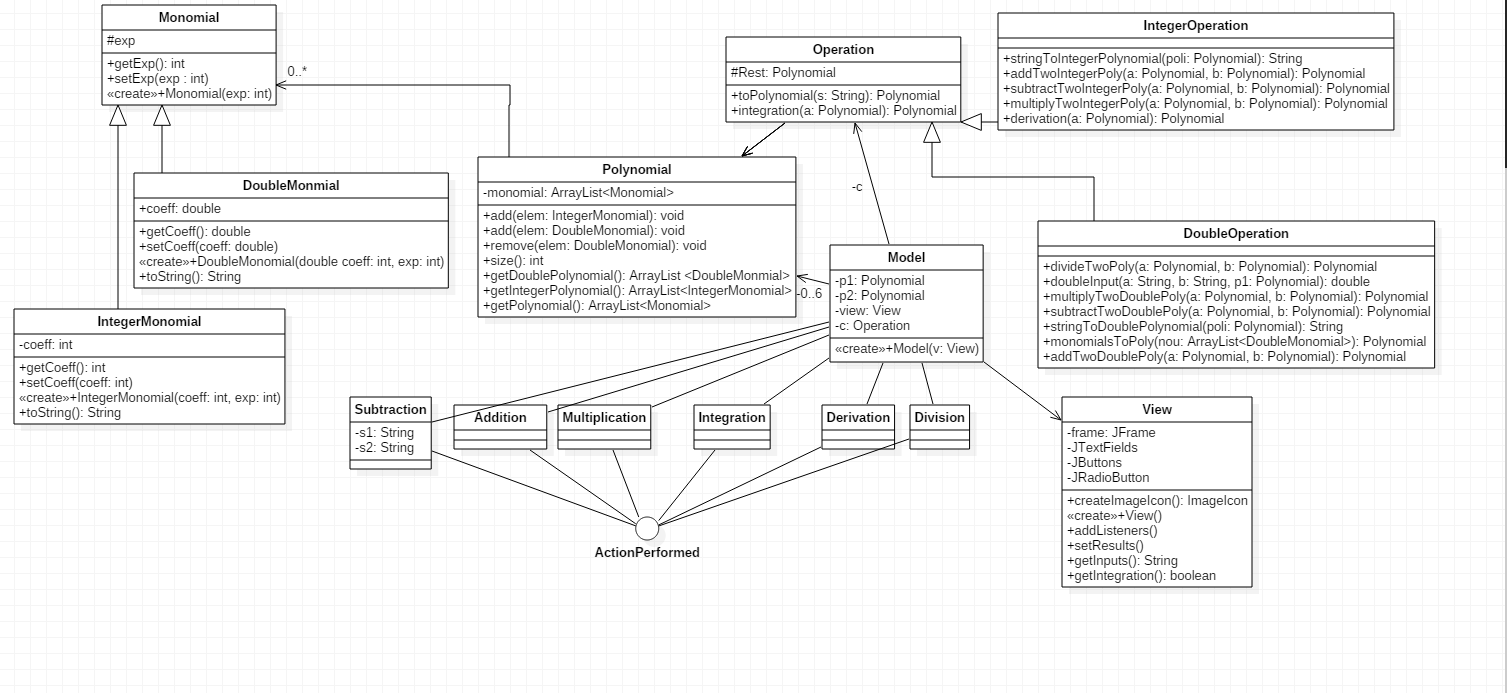 Monomial
#exp
+getExp(): int
+setExp(exp : int)
«create»+Monomial(exp: int)
0..*
Operation
#Rest: Polynomial
+toPolynomial(s: String): Polynomial
+integration(a: Polynomial): Polynomial
IntegerOperation
+stringToIntegerPolynomial(poli: Polynomial): String
+addTwoIntegerPoly(a: Polynomial, b: Polynomial): Polynomial
+subtractTwoIntegerPoly(a: Polynomial, b: Polynomial): Polynomial
+multiplyTwoIntegerPoly(a: Polynomial, b: Polynomial): Polynomial
+derivation(a: Polynomial): Polynomial
DoubleMonmial
+coeff: double
+getCoeff(): double
+setCoeff(coeff: double)
«create»+DoubleMonomial(double coeff: int, exp: int)
+toString(): String
Polynomial
-monomial: ArrayList<Monomial>
+add(elem: IntegerMonomial): void
+add(elem: DoubleMonomial): void
+remove(elem: DoubleMonomial): void
+size(): int
+getDoublePolynomial(): ArrayList <DoubleMonmial>
+getIntegerPolynomial(): ArrayList<IntegerMonomial>
+getPolynomial(): ArrayList<Monomial>
-c
-0..6
Model
-p1: Polynomial
-p2: Polynomial
-view: View
-c: Operation
«create»+Model(v: View)
DoubleOperation
+divideTwoPoly(a: Polynomial, b: Polynomial): Polynomial
+doubleInput(a: String, b: String, p1: Polynomial): double
+multiplyTwoDoublePoly(a: Polynomial, b: Polynomial): Polynomial
+subtractTwoDoublePoly(a: Polynomial, b: Polynomial): Polynomial
+stringToDoublePolynomial(poli: Polynomial): String
+monomialsToPoly(nou: ArrayList<DoubleMonomial>): Polynomial
+addTwoDoublePoly(a: Polynomial, b: Polynomial): Polynomial
IntegerMonomial
-coeff: int
+getCoeff(): int
+setCoeff(coeff: int)
«create»+IntegerMonomial(coeff: int, exp: int)
+toString(): String
Subtraction
-s1: String
-s2: String
Addition
Multiplication
Integration
Derivation
Division
View
-frame: JFrame
-JTextFields
-JButtons
-JRadioButton
+createImageIcon(): ImageIcon
«create»+View()
+addListeners()
+setResults()
+getInputs(): String
+getIntegration(): boolean
ActionPerformed